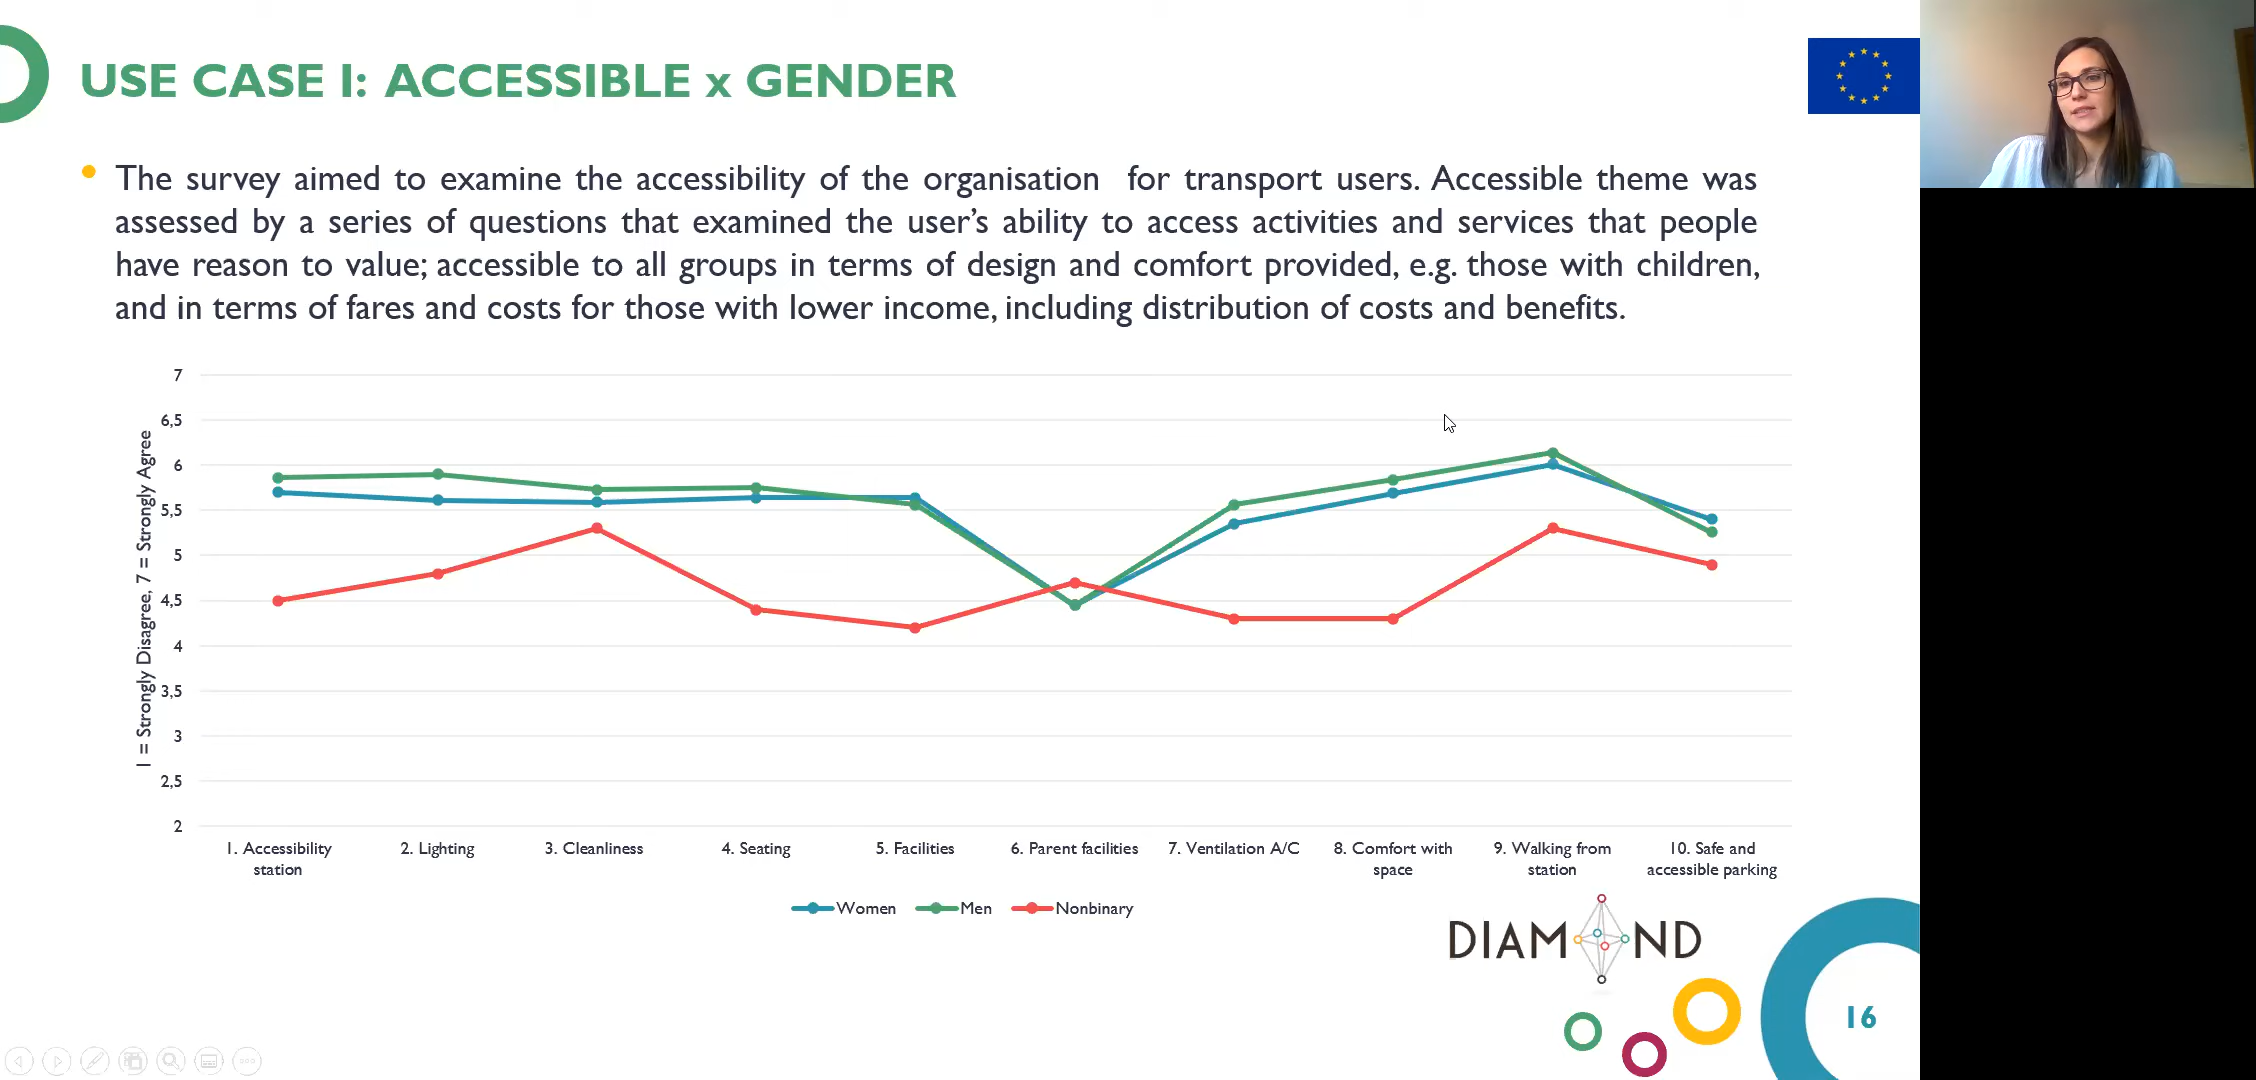 USE CASE I: ACCESSIBLE x GENDER
The survey aimed to examine the accessibility of the organisation for transport users. Accessible theme was
assessed by a series of questions that examined the user's ability to access activities and services that people
have reason to value; accessible to all groups in terms of design and comfort provided, e.g. those with children,
and in terms of fares and costs for those with lower income, including distribution of costs and benefits.
1 = Strongly Disagree, 7 = Strongly Agree
7
6,5
6
5,5
5
4,5
4
3,5
3
2,5
2
1. Accessibility
station
2. Lighting
3. Cleanliness
4. Seating
5. Facilities
6. Parent facilities
7. Ventilation A/C
8. Comfort with
space
9. Walking from
station
10. Safe and
accessible parking
Women
Men
Nonbinary
DIAMOND
16